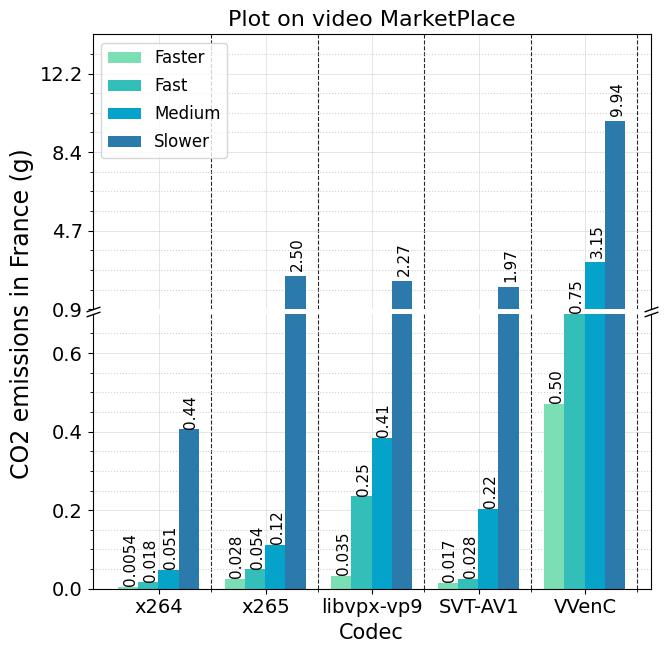 Plot on video MarketPlace
Faster
Fast
Medium
Slower
CO2 emissions in France (g)
12.2
8.4
4.7
0.9
0.6
0.4
0.2
0.0
0.0054
0.018
0.051
0.44
0.028
0.054
0.12
2.50
0.035
0.25
0.41
2.27
0.017
0.028
0.22
1.97
0.50
0.75
3.15
9.94
x264
x265
libvpx-vp9
SVT-AV1
VVenC
Codec